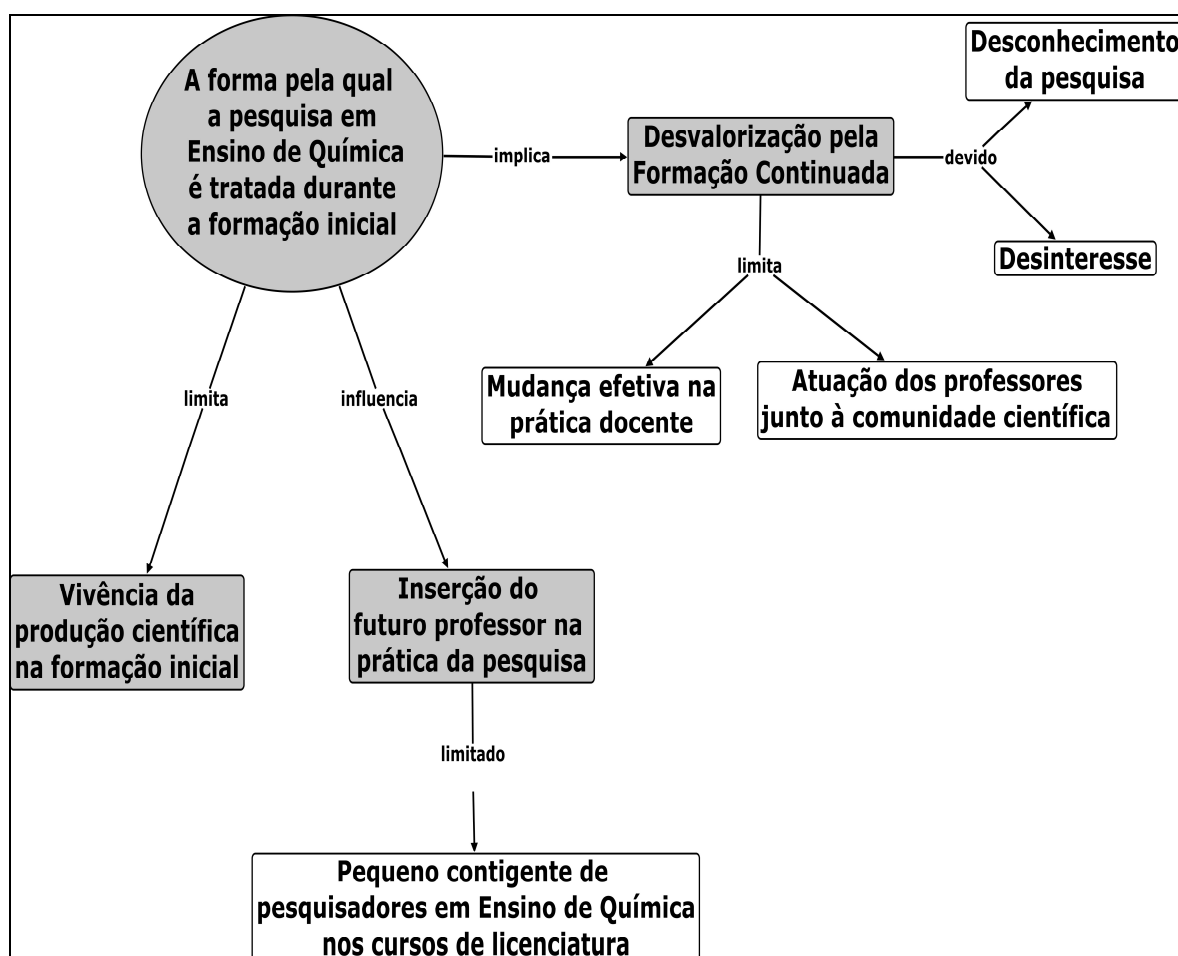 A forma pela qual
a pesquisa em
Ensino de Química
é tratada durante
a formação inicial
implica
Desvalorização pela
Formação Continuada
devido
Desconhecimento
da pesquisa
Desinteresse
limita
Mudança efetiva na
prática docente
Atuação dos professores
junto à comunidade científica
limita
influencia
Vivência da
produção científica
na formação inicial
Inserção do
futuro professor na
prática da pesquisa
limitado
Pequeno contigente de
pesquisadores em Ensino de Química
nos cursos de licenciatura